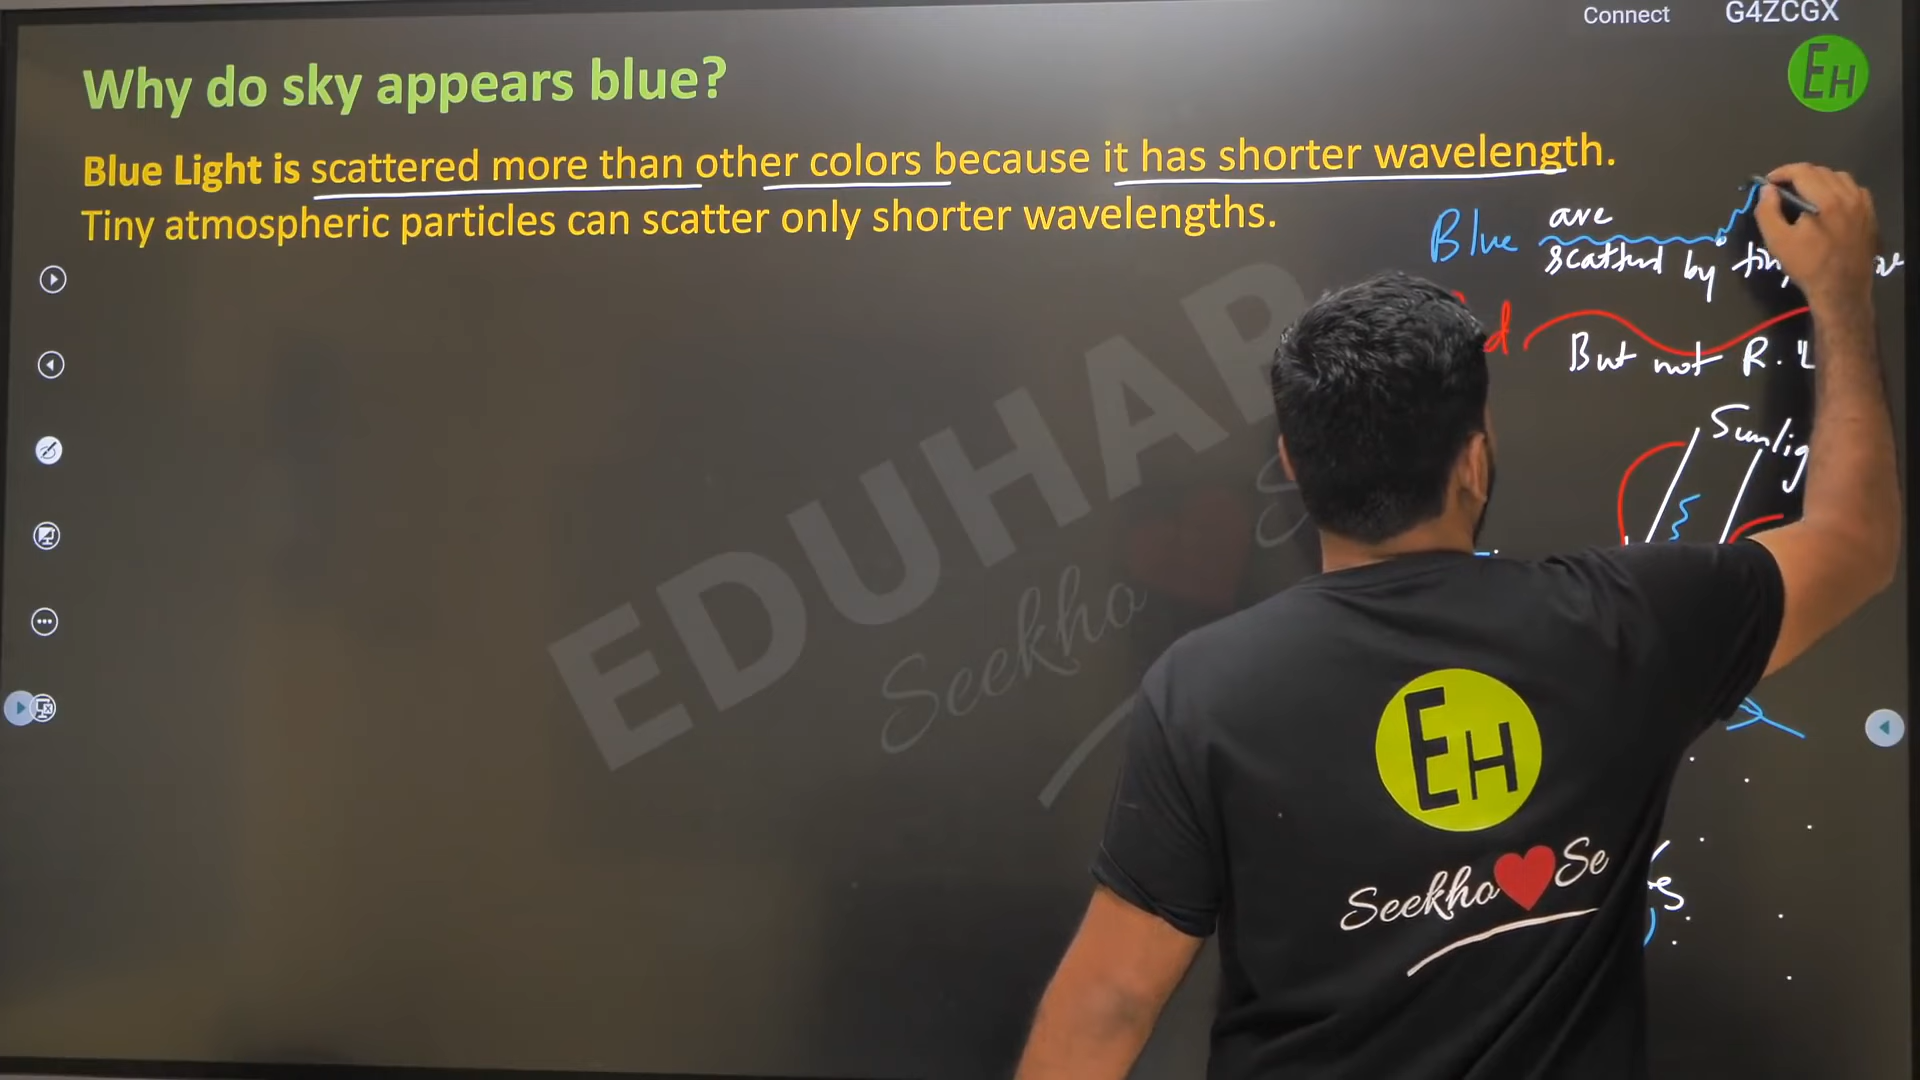 Connect G4ZCGX
EH
Why do sky appears blue?
Blue Light is scattered more than other colors because it has shorter wavelength.
Tiny atmospheric particles can scatter only shorter wavelengths.
Blue are
scatterd by
But not R.
EDUHAP
Seekho
EH
Seekho Se